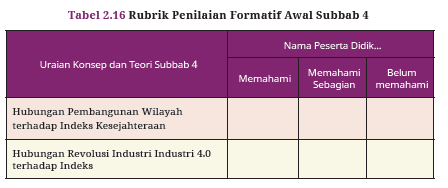 Tabel 2.16 Rubrik Penilaian Formatif Awal Subbab 4
Uraian Konsep dan Teori Subbab 4
Nama Peserta Didik...
Memahami
Memahami
Sebagian
Belum
memahami
Hubungan Pembangunan Wilayah
terhadap Indeks Kesejahteraan
Hubungan Revolusi Industri Industri 4.0
terhadap Indeks